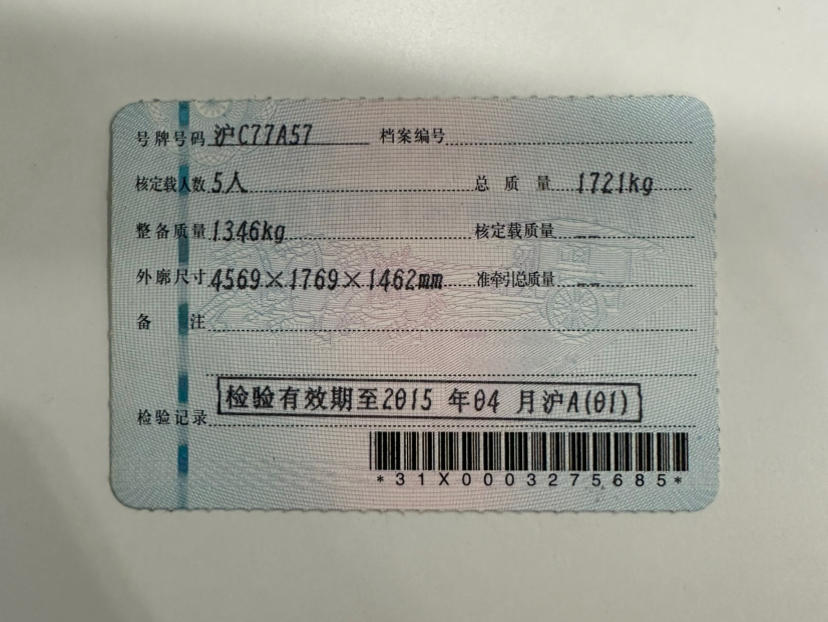 号牌号码 沪C77A57 档案编号
核定载人数 5人 总质量 1721kg
整备质量 1346kg 核定载质量 --
外廓尺寸 4569×1769×1462mm 准牵引总质量 --
备注
检验记录 检验有效期至2015 年04 月沪A(01)
*31X0003275685*